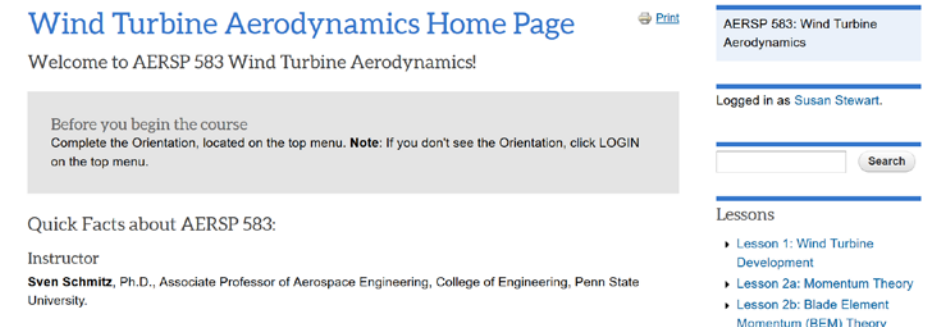 Wind Turbine Aerodynamics Home Page
Print
Welcome to AERSP 583 Wind Turbine Aerodynamics!
Before you begin the course
Complete the Orientation, located on the top menu. Note: If you don't see the Orientation, click LOGIN
on the top menu.
Quick Facts about AERSP 583:
Instructor
Sven Schmitz, Ph.D., Associate Professor of Aerospace Engineering, College of Engineering, Penn State
University.
AERSP 583: Wind Turbine
Aerodynamics
Logged in as Susan Stewart.
Search
Lessons
Lesson 1: Wind Turbine
Development
Lesson 2a: Momentum Theory
Lesson 2b: Blade Element
Momentum (BEM) Theory